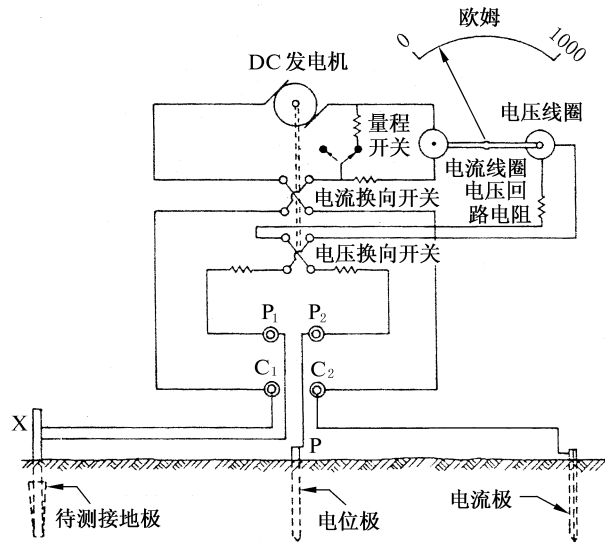 欧姆
0
1000
DC 发电机
电压线圈
量程
开关
电流线圈
电压回
路电阻
电流换向开关
电压换向开关
P₁
P₂
C₁
C₂
X
P
待测接地极
电位极
电流极